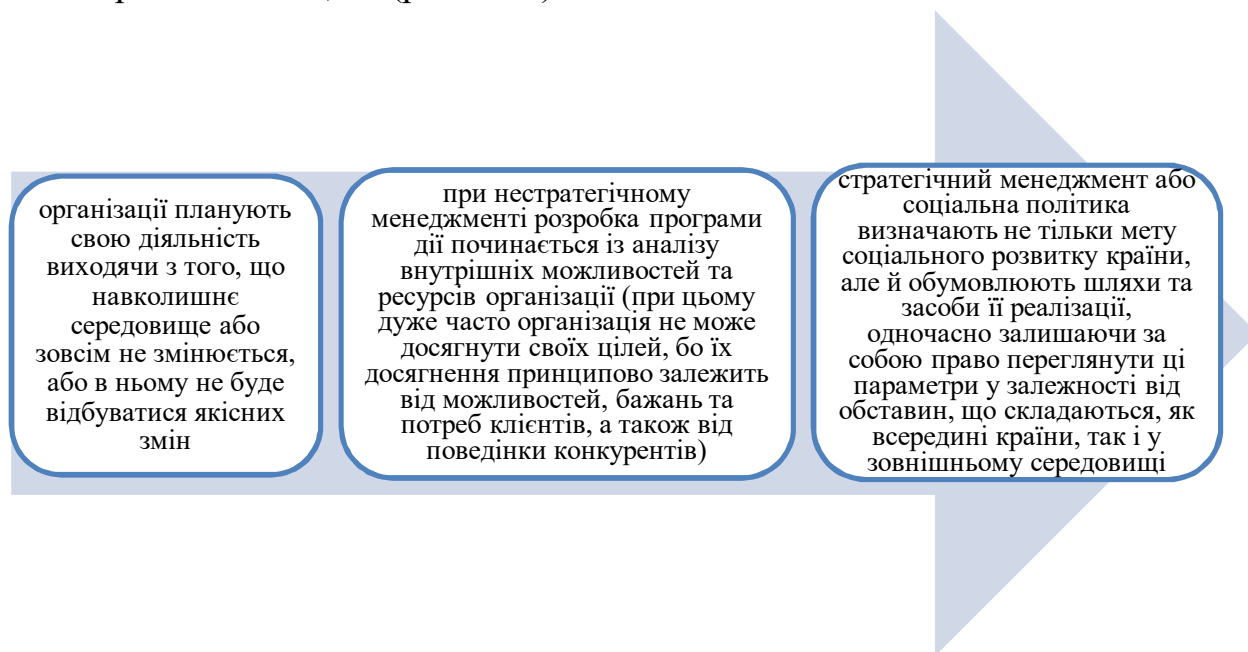 організації планують
свою діяльність
виходячи з того, що
навколишнє
середовище або
зовсім не змінюється,
або в ньому не буде
відбуватися якісних
змін
при нестратегічному
менеджменті розробка програми
дії починається із аналізу
внутрішніх можливостей та
ресурсів організації (при цьому
дуже часто організація не може
досягнути своїх цілей, бо їх
досягнення принципово залежить
від можливостей, бажань та
потреб клієнтів, а також від
поведінки конкурентів)
стратегічний менеджмент або
соціальна політика
визначають не тільки мету
соціального розвитку країни,
але й обумовлюють шляхи та
засоби її реалізації,
одночасно залишаючи за
собою право переглянути ці
параметри у залежності від
обставин, що складаються, як
всередині країни, так і у
зовнішньому середовищі